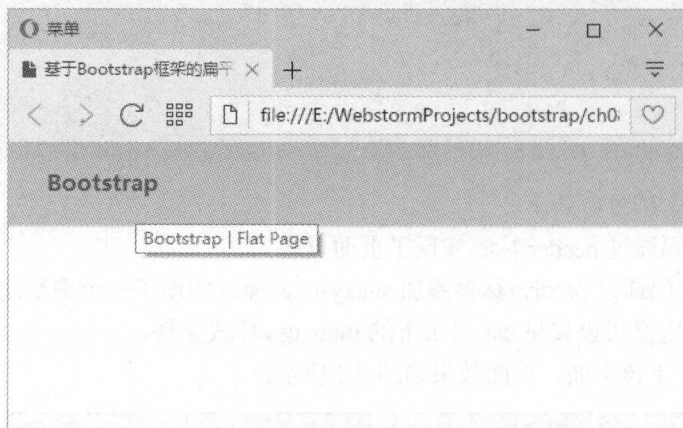 菜单
基于Bootstrap框架的扁平
file:///E:/WebstormProjects/bootstrap/ch0
Bootstrap
Bootstrap | Flat Page